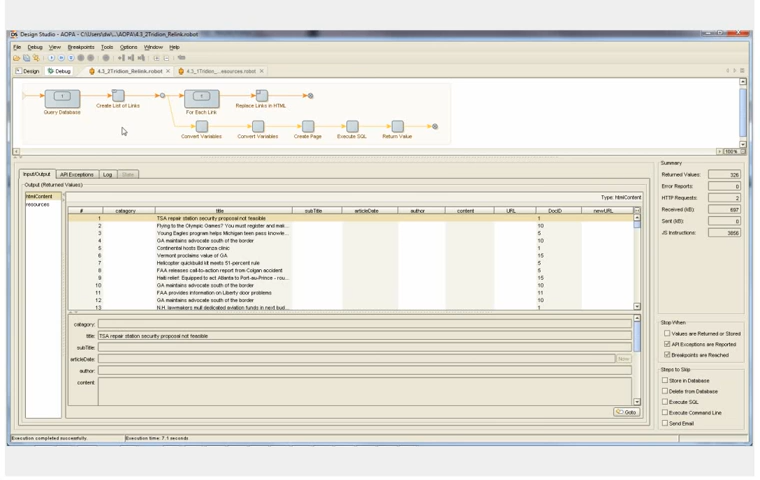 Design Studio - AOPA - C:\Users\dw\...\AOPA\4.3_2Tridion_Relink.robot
File Debug View Breakpoints Tools Options Window Help
Design Debug 4.3_2Tridion_Relink.robot 4.3_1Tridion_...esources.robot
1 1
Query Database Create List of Links For Each Link Replace Links in HTML
Convert Variables Convert Variables Create Page Execute SQL Return Value
100%
Input/Output API Exceptions Log State
Output (Returned Values)
htmlContent
resources
Type: htmlContent
# category title subTitle articleDate author content URL DocID newURL
1 TSA repair station security proposal not feasible 1
2 Flying to the Olympic Games? You must register and mak... 10
3 Young Eagles program helps Michigan teen pass knowle... 5
4 GA maintains advocate south of the border 10
5 Continental hosts Bonanza clinic 1
6 Vermont proclaims value of GA 15
7 Helicopter quickbuild kit meets 51-percent rule 5
8 FAA releases call-to-action report from Colgan accident 5
9 Haiti relief: Equipped to act Atlanta to Port-au-Prince - rou... 15
10 GA maintains advocate south of the border 10
11 FAA provides information on Liberty door problems 11
12 GA maintains advocate south of the border 10
13 N.H. lawmakers mull dedicated aviation funds in next bud... 1
category:
title: TSA repair station security proposal not feasible
subTitle:
articleDate: Now
author:
content:
Goto
Summary
Returned Values: 326
Error Reports: 0
HTTP Requests: 2
Received (kB): 697
Sent (kB): 0
JS Instructions: 3858
Stop When
Values are Returned or Stored
API Exceptions are Reported
Breakpoints are Reached
Steps to Skip
Store in Database
Delete from Database
Execute SQL
Execute Command Line
Send Email
Execution completed successfully. Execution time: 7.1 seconds